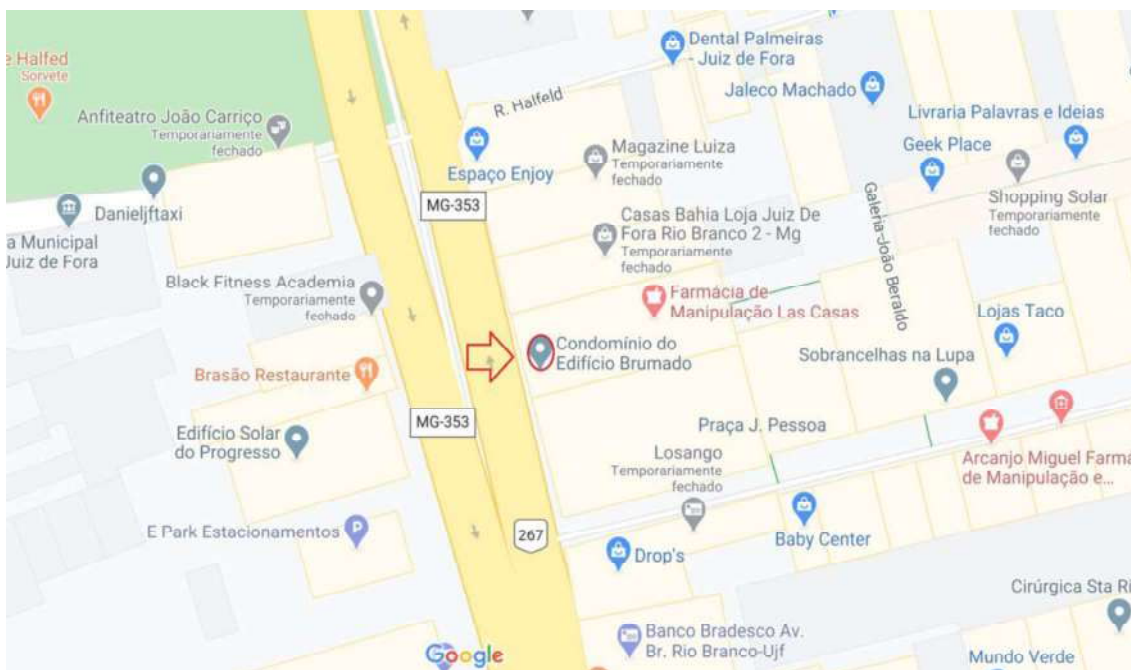 Dental Palmeiras
- Juiz de Fora
e Halfed
Sorvete
R. Halfeld
Jaleco Machado
Anfiteatro João Carriço
Temporariamente
fechado
Livraria Palavras e Ideias
Geek Place
Magazine Luiza
Temporariamente
fechado
Espaço Enjoy
Shopping Solar
Temporariamente
fechado
MG-353
Danieljftaxi
Galeria-João Beraldo
Casas Bahia Loja Juiz De
Fora Rio Branco 2 - Mg
Temporariamente
fechado
a Municipal
Juiz de Fora
Black Fitness Academia
Temporariamente
fechado
Farmácia de
Manipulação Las Casas
Lojas Taco
Condomínio do
Edifício Brumado
Sobrancelhas na Lupa
Brasão Restaurante
MG-353
Praça J. Pessoa
Edifício Solar
do Progresso
Losango
Temporariamente
fechado
Arcanjo Miguel Farma
de Manipulação e...
E Park Estacionamentos
P
267
Baby Center
Drop's
Cirúrgica Sta Ri
Banco Bradesco Av.
Br. Rio Branco-Ujf
Google
Mundo Verde